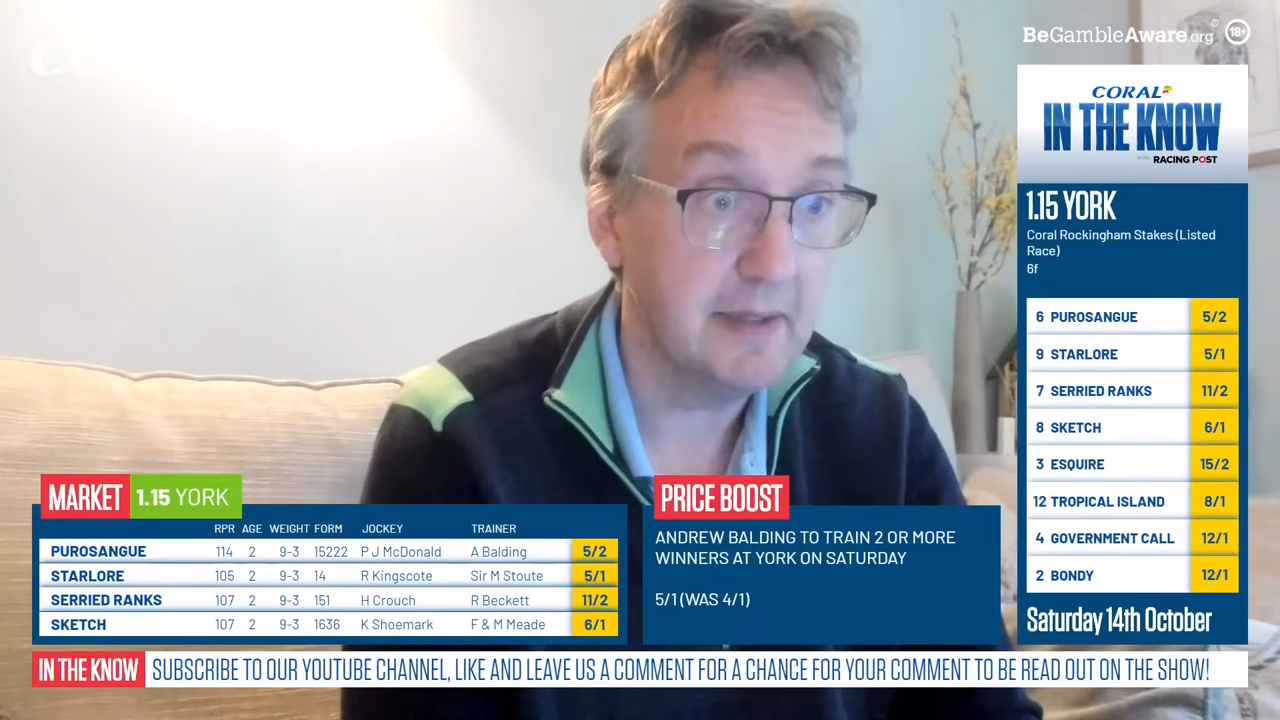 BeGambleAware.org® 18+
CORAL
IN THE KNOW
WITH RACING POST
1.15 YORK
Coral Rockingham Stakes (Listed
Race)
6f
6 PUROSANGUE 5/2
9 STARLORE 5/1
7 SERRIED RANKS 11/2
8 SKETCH 6/1
3 ESQUIRE 15/2
12 TROPICAL ISLAND 8/1
4 GOVERNMENT CALL 12/1
2 BONDY 12/1
Saturday 14th October
MARKET 1.15 YORK
RPR AGE WEIGHT FORM JOCKEY TRAINER
PUROSANGUE 114 2 9-3 15222 P J McDonald A Balding 5/2
STARLORE 105 2 9-3 14 R Kingscote Sir M Stoute 5/1
SERRIED RANKS 107 2 9-3 151 H Crouch R Beckett 11/2
SKETCH 107 2 9-3 1636 K Shoemark F & M Meade 6/1
PRICE BOOST
ANDREW BALDING TO TRAIN 2 OR MORE
WINNERS AT YORK ON SATURDAY
5/1 (WAS 4/1)
IN THE KNOW SUBSCRIBE TO OUR YOUTUBE CHANNEL, LIKE AND LEAVE US A COMMENT FOR A CHANCE FOR YOUR COMMENT TO BE READ OUT ON THE SHOW!